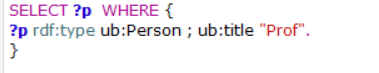 SELECT ?p WHERE {
?p rdf:type ub:Person ; ub:title "Prof".
}